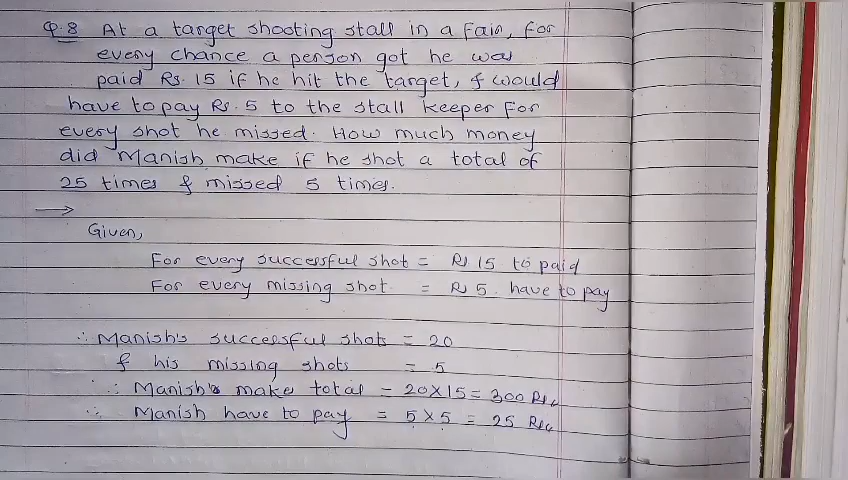 Q.8 At a target shooting stall in a Fair, for
every chance a person got he was
paid Rs. 15 if he hit the target, & would
have to pay Rs. 5 to the stall keeper for
every shot he missed. How much money
did Manish make if he shot a total of
25 times & missed 5 times.
→
Given,
For every successful shot = Rs 15 to paid
For every missing shot = Rs 5. have to pay
∴ Manish's successful shots = 20
& his missing shots = 5
∴ Manish's make total = 20×15 = 300 Rs.
∴ Manish have to pay = 5×5 = 25 Rs.